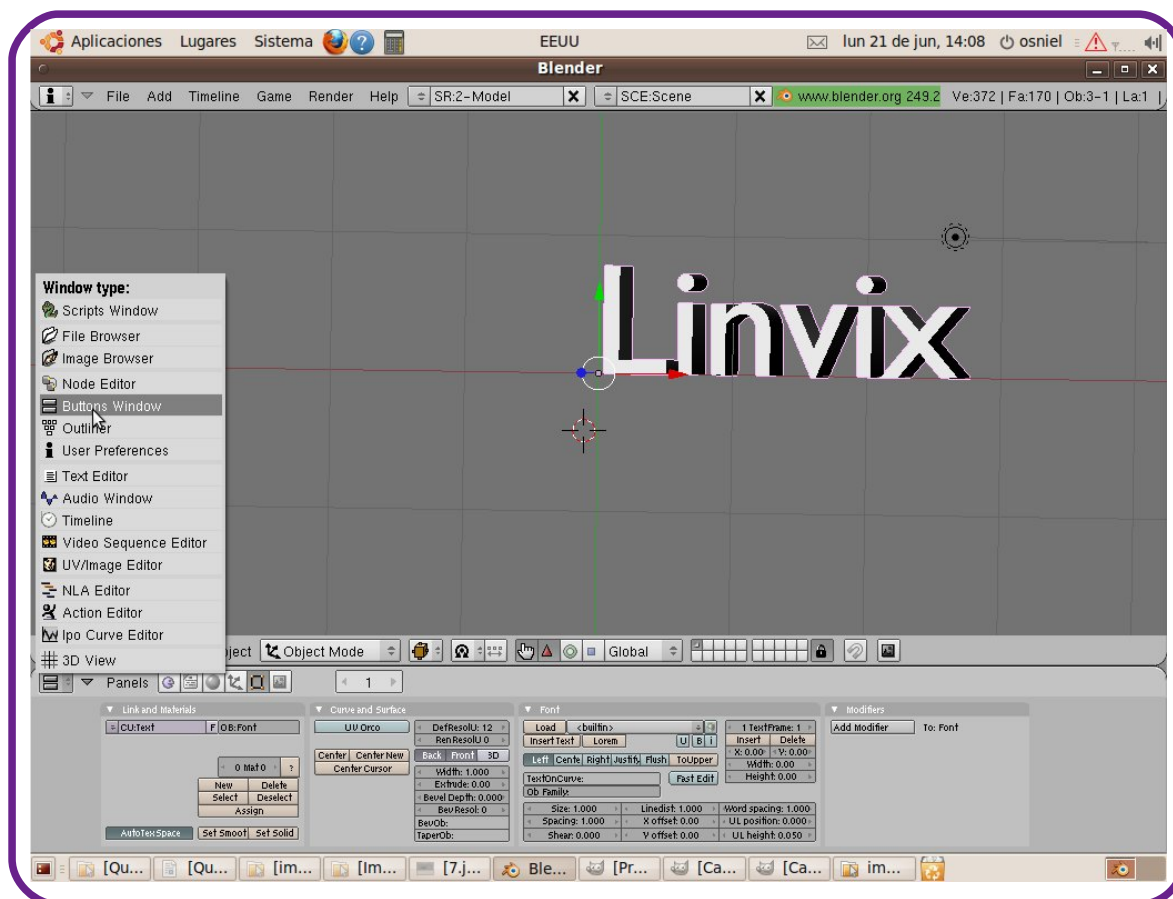 Aplicaciones Lugares Sistema EEUU lun 21 de jun, 14:08 osniel
Blender
File Add Timeline Game Render Help SR:2-Model X SCE:Scene X www.blender.org 249.2 Ve:372 | Fa:170 | Ob:3-1 | La:1 |
Linvix
Window type:
Scripts Window
File Browser
Image Browser
Node Editor
Buttons Window
Outliner
User Preferences
Text Editor
Audio Window
Timeline
Video Sequence Editor
UV/Image Editor
NLA Editor
Action Editor
Ipo Curve Editor
3D View
ject Object Mode Global
Panels 1
Link and Materials
CU:Text F OB:Font
0 Mat 0 ?
New Delete
Select Deselect
Assign
AutoTexSpace Set Smoot Set Solid
Curve and Surface
UV Orco
Center Center New
Center Cursor
DefResolU: 12
RenResolU 0
Back Front 3D
Width: 1.000
Extrude: 0.00
Bevel Depth: 0.000
BevResol: 0
BevOb:
TaperOb:
Font
Load <builtin>
Insert Text Lorem U B i
Left Cente Right Justify Flush ToUpper
TextOnCurve: Fast Edit
Ob Family:
1 TextFrame: 1
Insert Delete
X: 0.00 Y: 0.00
Width: 0.00
Height: 0.00
Size: 1.000 Linedist: 1.000 Word spacing: 1.000
Spacing: 1.000 X offset: 0.00 UL position: 0.000
Shear: 0.000 Y offset: 0.00 UL height: 0.050
Modifiers
Add Modifier To: Font
[Qu... [Qu... [im... [Im... [7.j... Ble... [Pr... [Ca... [Ca... im...